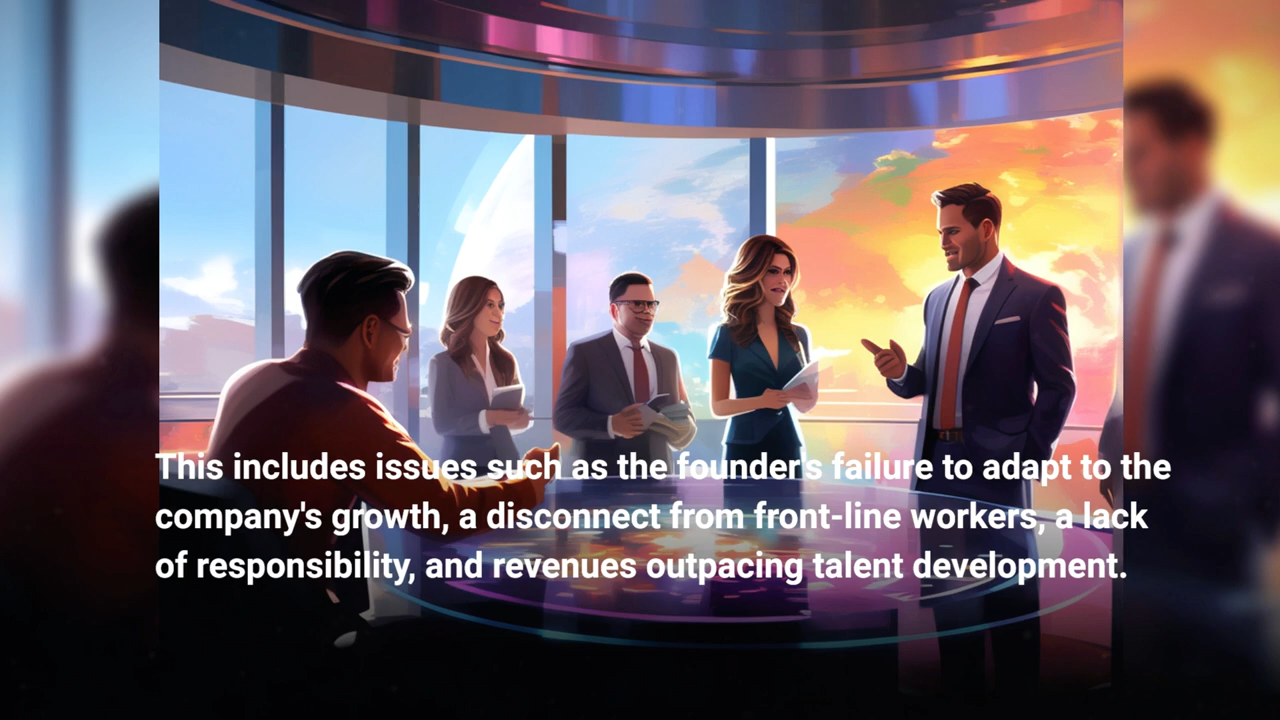 This includes issues such as the founder's failure to adapt to the
company's growth, a disconnect from front-line workers, a lack
of responsibility, and revenues outpacing talent development.